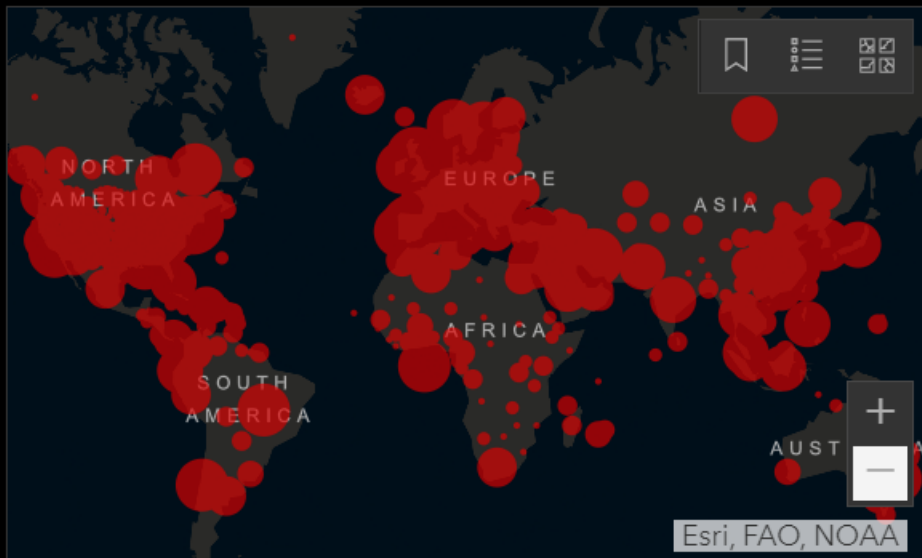 NORTH
AMERICA
EUROPE
ASIA
AFRICA
SOUTH
AMERICA
AUST
A
Esri, FAO, NOAA